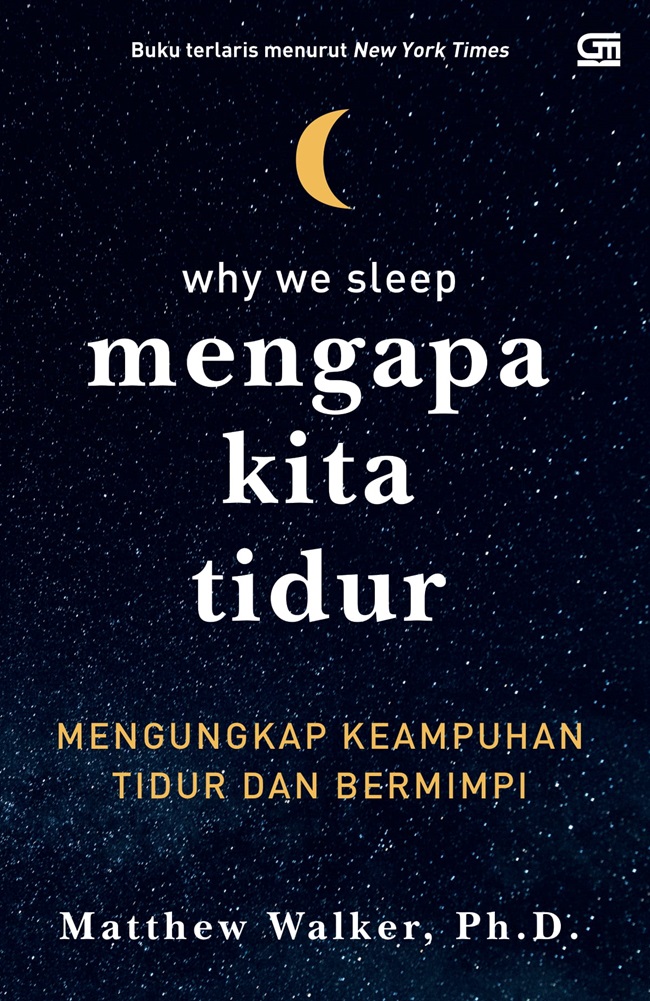 Buku terlaris menurut New York Times
why we sleep
mengapa
kita
tidur
MENGUNGKAP KEAMPUHAN
TIDUR DAN BERMIMPI
Matthew Walker, Ph.D.